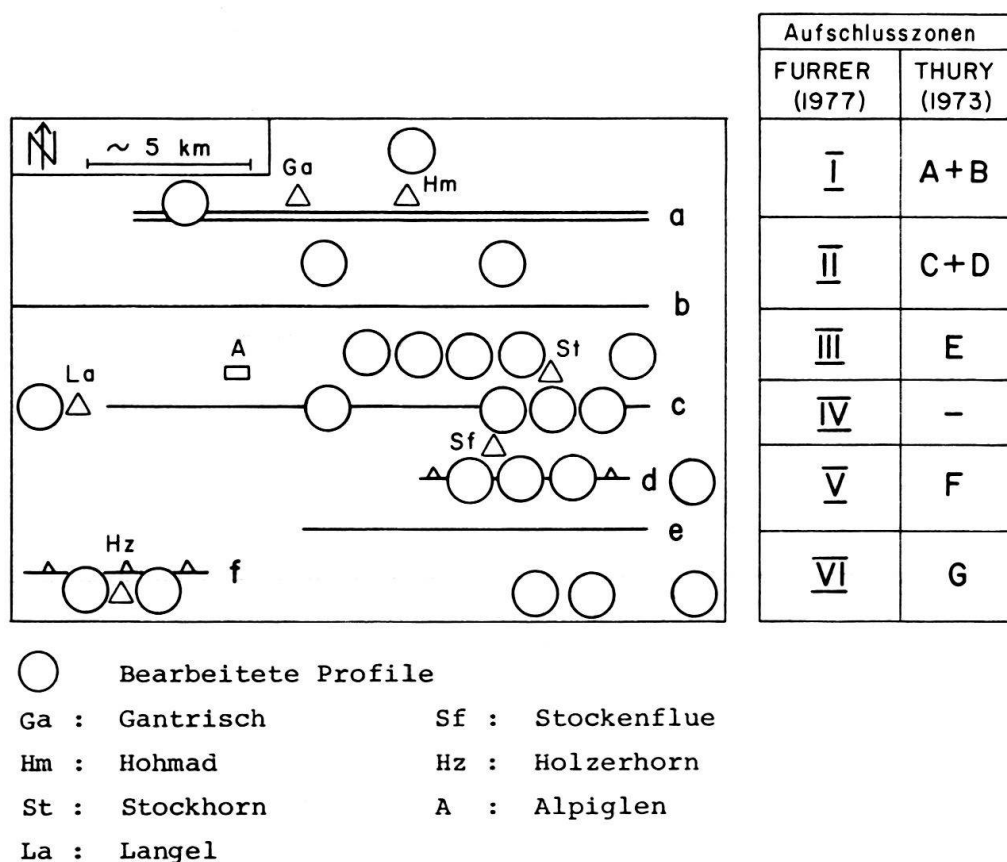 Aufschlusszonen
FURRER THURY
(1977) (1973)
I A+B
II C+D
III E
IV –
V F
VI G
N ~ 5 km
Ga
Hm
a
b
A St
La
c
Sf
d
e
Hz
f
Bearbeitete Profile
Ga : Gantrisch Sf : Stockenflue
Hm : Hohmad Hz : Holzerhorn
St : Stockhorn A : Alpiglen
La : Langel